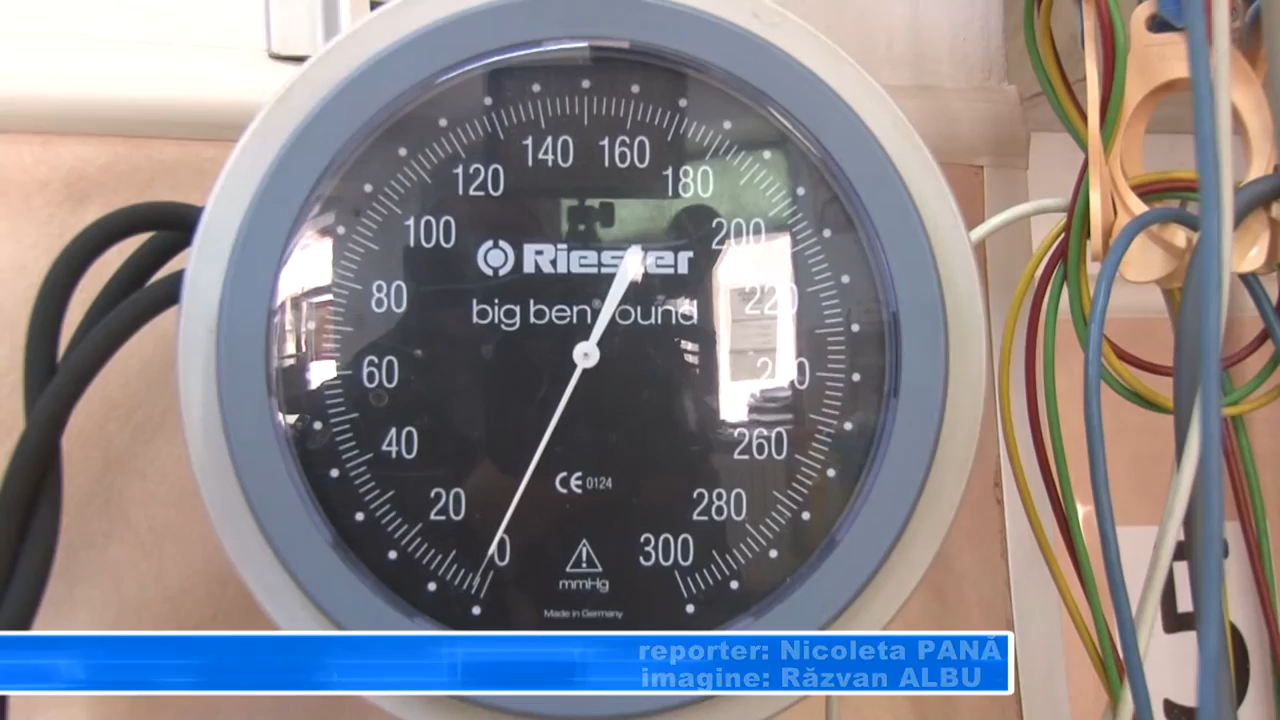 140 160
120 180
100 200
Riester
80 big ben® round 220
60 240
40 260
CE 0124
20 280
0 300
mmHg
Made in Germany
reporter: Nicoleta PANĂ
imagine: Răzvan ALBU